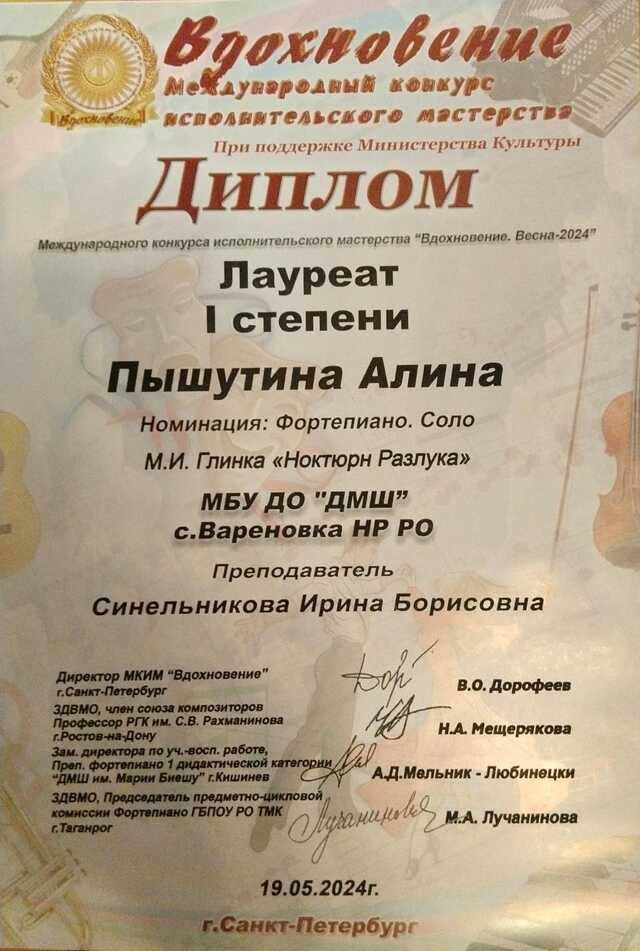 Вдохновение
Вдохновение
Международный конкурс
исполнительского мастерства
При поддержке Министерства Культуры
Диплом
Международного конкурса исполнительского мастерства “Вдохновение. Весна-2024”
Лауреат
I степени
Пышутина Алина
Номинация: Фортепиано. Соло
М.И. Глинка «Ноктюрн Разлука»
МБУ ДО "ДМШ”
с.Вареновка НР РО
Преподаватель
Синельникова Ирина Борисовна
Директор МКИМ “Вдохновение”
г.Санкт-Петербург
В.О. Дорофеев
ЗДВМО, член союза композиторов
Профессор РГК им. С.В. Рахманинова
г.Ростов-на-Дону
Н.А. Мещерякова
Зам. директора по уч.-восп. работе,
Преп. фортепиано 1 дидактической категории
“ДМШ им. Марии Биешу” г.Кишинев
А.Д.Мельник - Любинецки
ЗДВМО, Председатель предметно-цикловой
комиссии Фортепиано ГБПОУ РО ТМК
г.Таганрог
Лучанинова
М.А. Лучанинова
19.05.2024г.
г.Санкт-Петербург